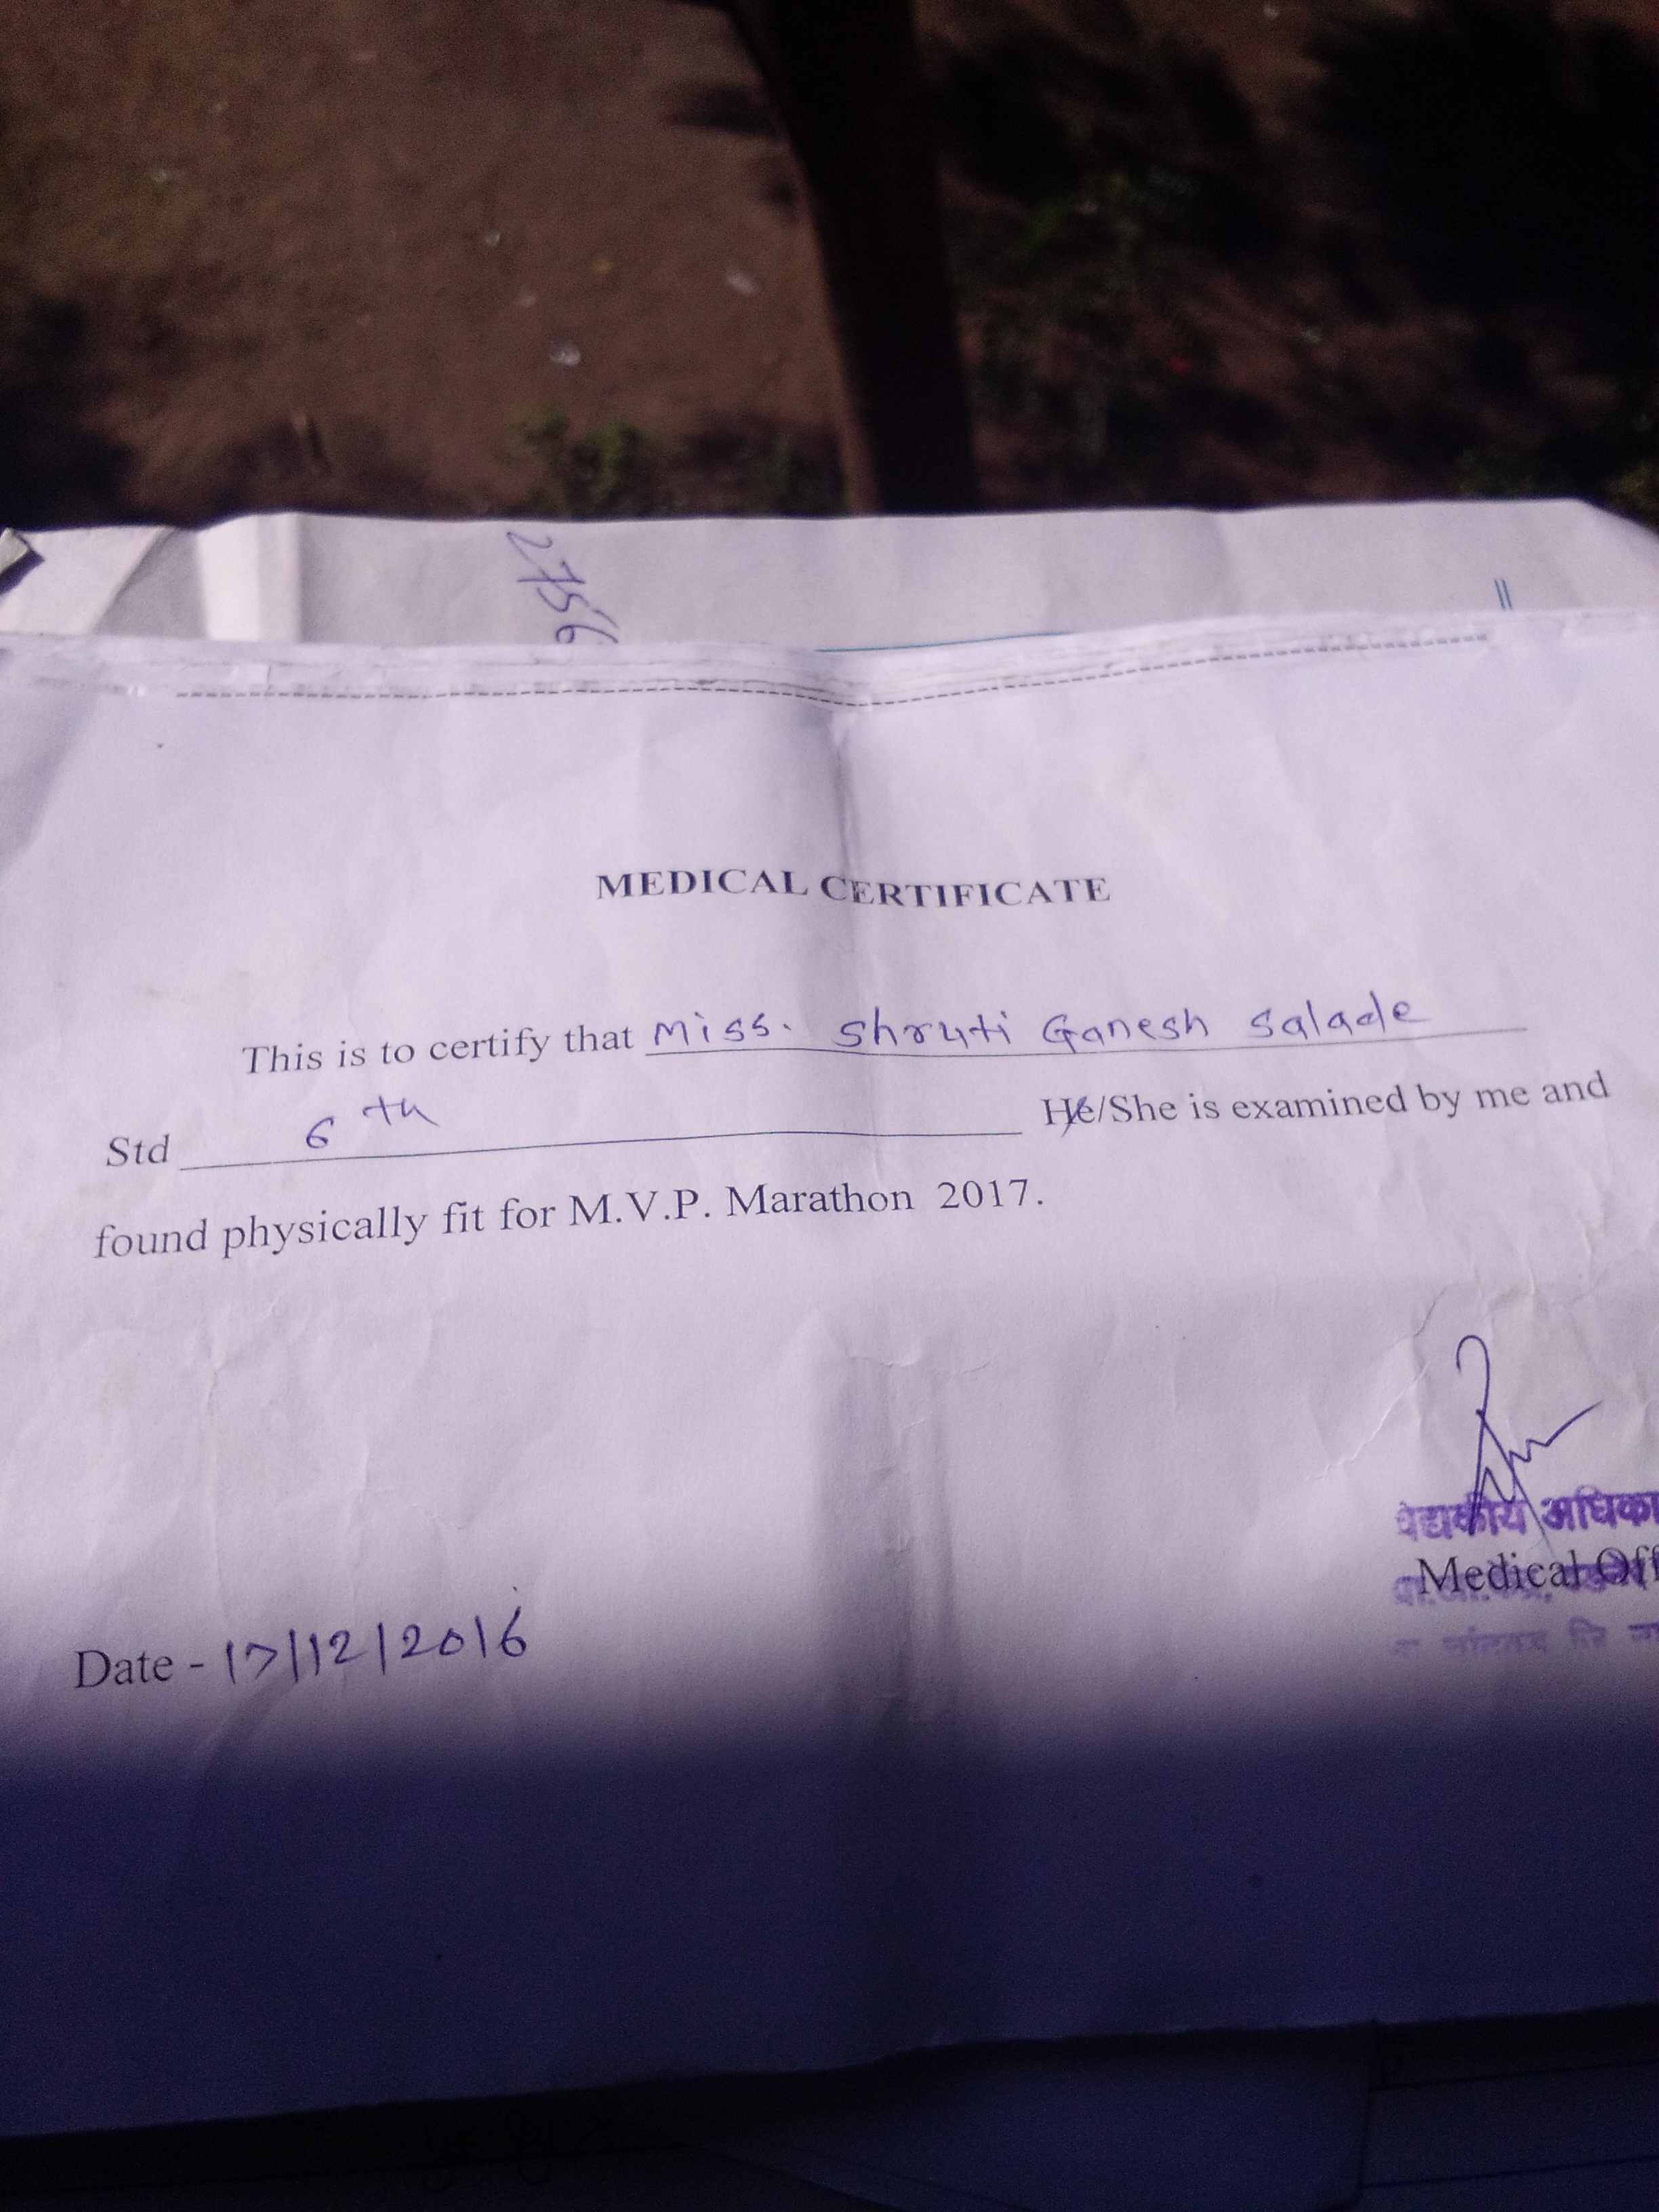 2756
MEDICAL CERTIFICATE
This is to certify that Miss. Shruti Ganesh Salade
Std 6th He/She is examined by me and
found physically fit for M.V.P. Marathon 2017.
वैद्यकीय अधिका
Medical Off
Date - 17/12/2016